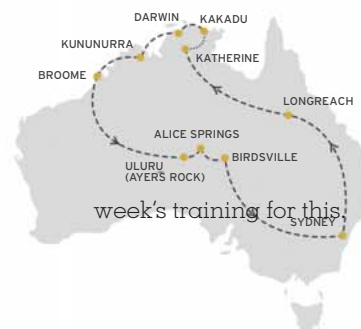 DARWIN
KAKADU
KUNUNURRA
KATHERINE
BROOME
LONGREACH
ALICE SPRINGS
BIRDSVILLE
ULURU
(AYERS ROCK)
week's training for this,
SYDNEY